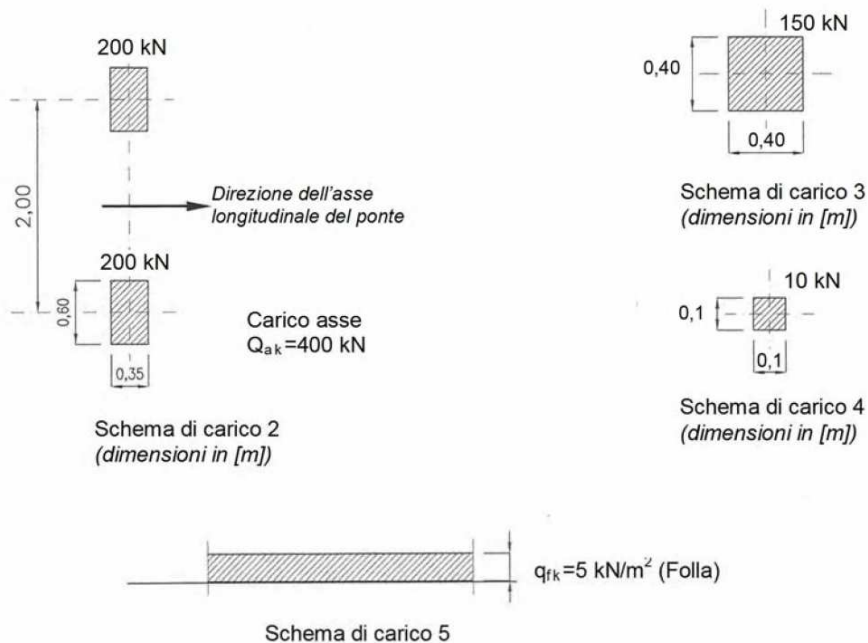 200 kN
2,00
Direzione dell'asse
longitudinale del ponte
200 kN
0,60
0,35
Carico asse
Qak=400 kN
Schema di carico 2
(dimensioni in [m])
150 kN
0,40
0,40
Schema di carico 3
(dimensioni in [m])
10 kN
0,1
0,1
Schema di carico 4
(dimensioni in [m])
qfk=5 kN/m² (Folla)
Schema di carico 5